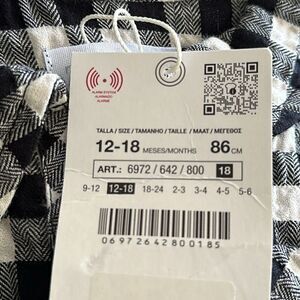 ALARM SYSTEM
ALARMADO
ALARME
TALLA / SIZE / TAMANHO / TAILLE / MAAT / ΜΕΓΕΘΟΣ
12-18 MESES/MONTHS 86 CM
ART.: 6972 / 642 / 800 18
9-12 12-18 18-24 2-3 3-4 4-5 5-6
06972642800185